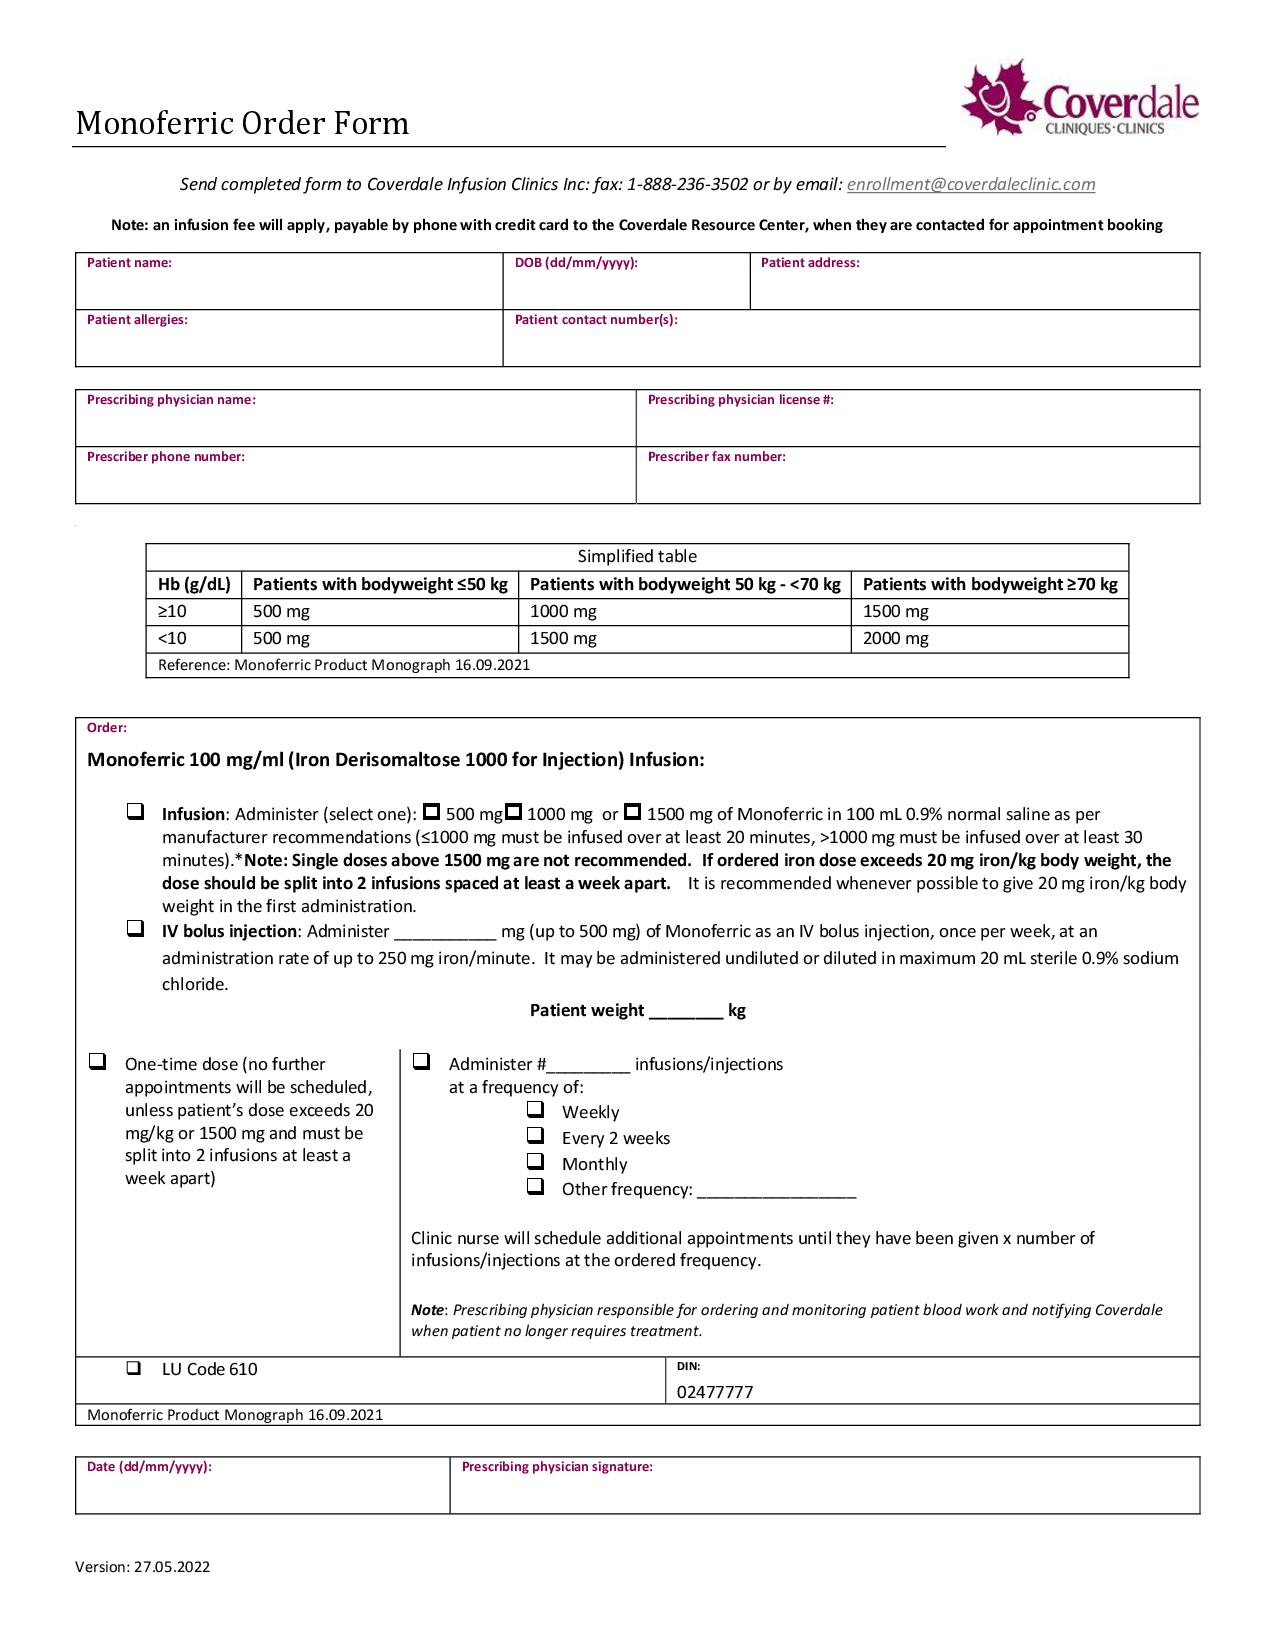 Coverdale
CLINIQUES·CLINICS
Monoferric Order Form
Send completed form to Coverdale Infusion Clinics Inc: fax: 1-888-236-3502 or by email: enrollment@coverdaleclinic.com
Note: an infusion fee will apply, payable by phone with credit card to the Coverdale Resource Center, when they are contacted for appointment booking
Patient name:
DOB (dd/mm/yyyy):
Patient address:
Patient allergies:
Patient contact number(s):
Prescribing physician name:
Prescribing physician license #:
Prescriber phone number:
Prescriber fax number:
Simplified table
Hb (g/dL) Patients with bodyweight ≤50 kg Patients with bodyweight 50 kg - <70 kg Patients with bodyweight ≥70 kg
≥10 500 mg 1000 mg 1500 mg
<10 500 mg 1500 mg 2000 mg
Reference: Monoferric Product Monograph 16.09.2021
Order:
Monoferric 100 mg/ml (Iron Derisomaltose 1000 for Injection) Infusion:
❑ Infusion: Administer (select one): ☐ 500 mg ☐ 1000 mg or ☐ 1500 mg of Monoferric in 100 mL 0.9% normal saline as per
manufacturer recommendations (≤1000 mg must be infused over at least 20 minutes, >1000 mg must be infused over at least 30
minutes).*Note: Single doses above 1500 mg are not recommended. If ordered iron dose exceeds 20 mg iron/kg body weight, the
dose should be split into 2 infusions spaced at least a week apart. It is recommended whenever possible to give 20 mg iron/kg body
weight in the first administration.
❑ IV bolus injection: Administer ___________ mg (up to 500 mg) of Monoferric as an IV bolus injection, once per week, at an
administration rate of up to 250 mg iron/minute. It may be administered undiluted or diluted in maximum 20 mL sterile 0.9% sodium
chloride.
Patient weight ________ kg
❑ One-time dose (no further
appointments will be scheduled,
unless patient's dose exceeds 20
mg/kg or 1500 mg and must be
split into 2 infusions at least a
week apart)
❑ Administer #_________ infusions/injections
at a frequency of:
❑ Weekly
❑ Every 2 weeks
❑ Monthly
❑ Other frequency: _________________
Clinic nurse will schedule additional appointments until they have been given x number of
infusions/injections at the ordered frequency.
Note: Prescribing physician responsible for ordering and monitoring patient blood work and notifying Coverdale
when patient no longer requires treatment.
❑ LU Code 610
DIN:
02477777
Monoferric Product Monograph 16.09.2021
Date (dd/mm/yyyy):
Prescribing physician signature:
Version: 27.05.2022